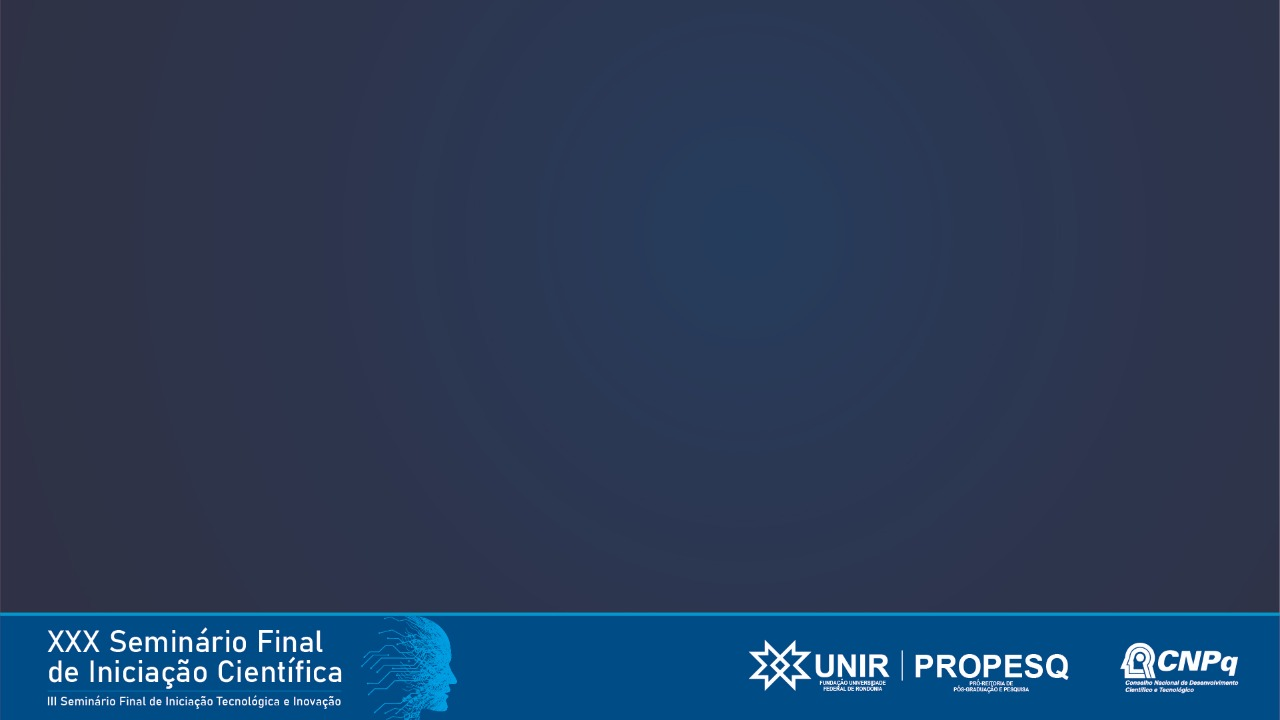 XXX Seminário Final
de Iniciação Científica
III Seminário Final de Iniciação Tecnológica e Inovação
UNIR
FUNDAÇÃO UNIVERSIDADE
FEDERAL DE RONDÔNIA
PROPESQ
PRÓ-REITORIA DE
PÓS-GRADUAÇÃO E PESQUISA
CNPq
Conselho Nacional de Desenvolvimento
Científico e Tecnológico